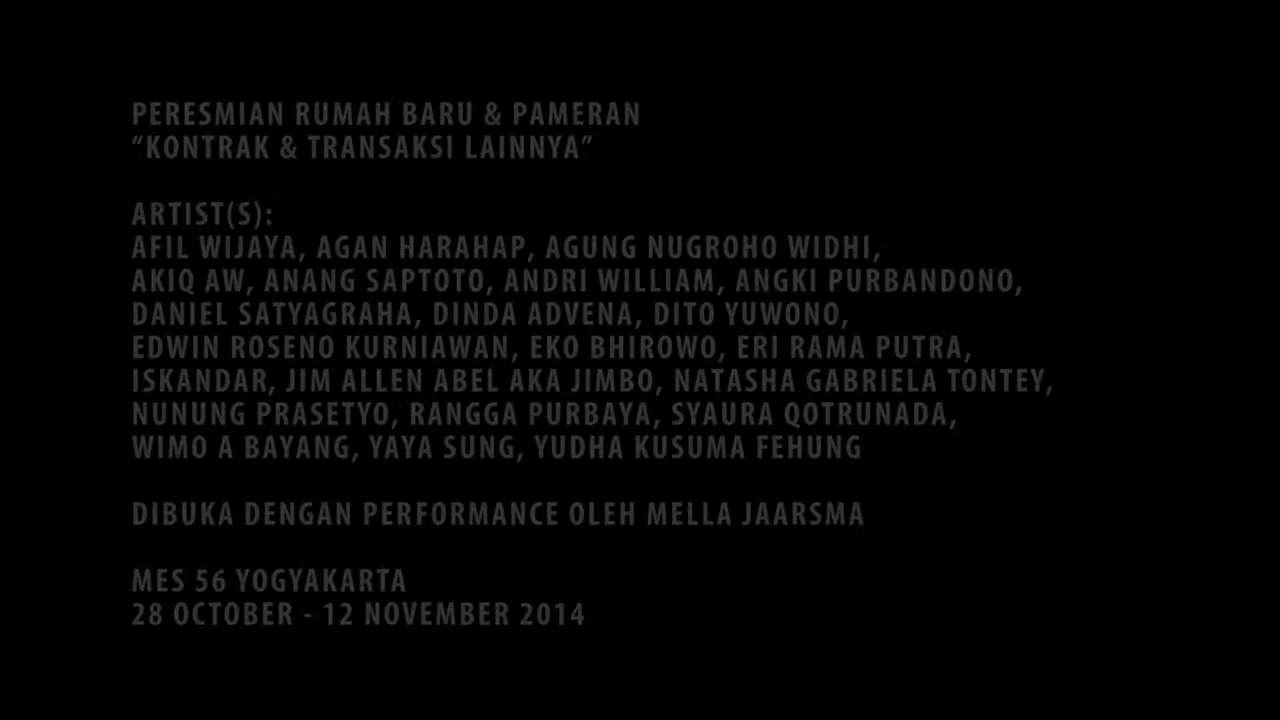 PERESMIAN RUMAH BARU & PAMERAN
“KONTRAK & TRANSAKSI LAINNYA”
ARTIST(S):
AFIL WIJAYA, AGAN HARAHAP, AGUNG NUGROHO WIDHI,
AKIQ AW, ANANG SAPTOTO, ANDRI WILLIAM, ANGKI PURBANDONO,
DANIEL SATYAGRAHA, DINDA ADVENA, DITO YUWONO,
EDWIN ROSENO KURNIAWAN, EKO BHIROWO, ERI RAMA PUTRA,
ISKANDAR, JIM ALLEN ABEL AKA JIMBO, NATASHA GABRIELA TONTEY,
NUNUNG PRASETYO, RANGGA PURBAYA, SYAURA QOTRUNADA,
WIMO A BAYANG, YAYA SUNG, YUDHA KUSUMA FEHUNG
DIBUKA DENGAN PERFORMANCE OLEH MELLA JAARSMA
MES 56 YOGYAKARTA
28 OCTOBER - 12 NOVEMBER 2014